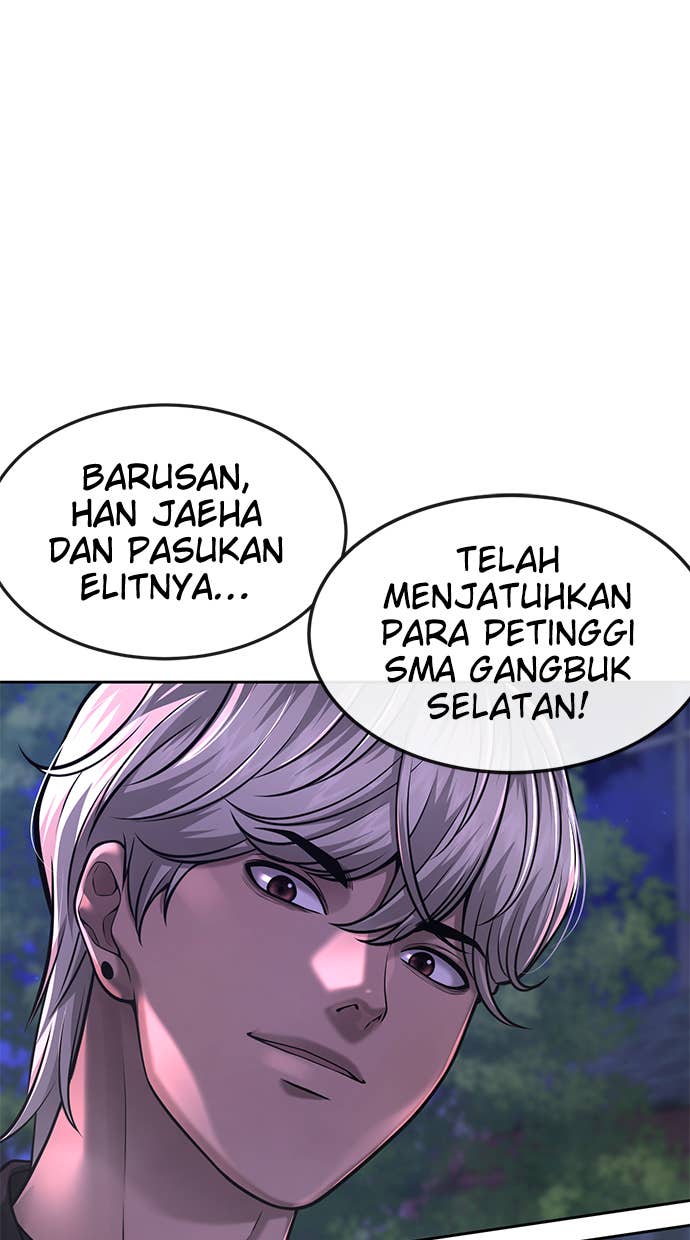 BARUSAN,
HAN JAEHA
DAN PASUKAN
ELITNYA...
TELAH
MENJATUHKAN
PARA PETINGGI
SMA GANGBUK
SELATAN!